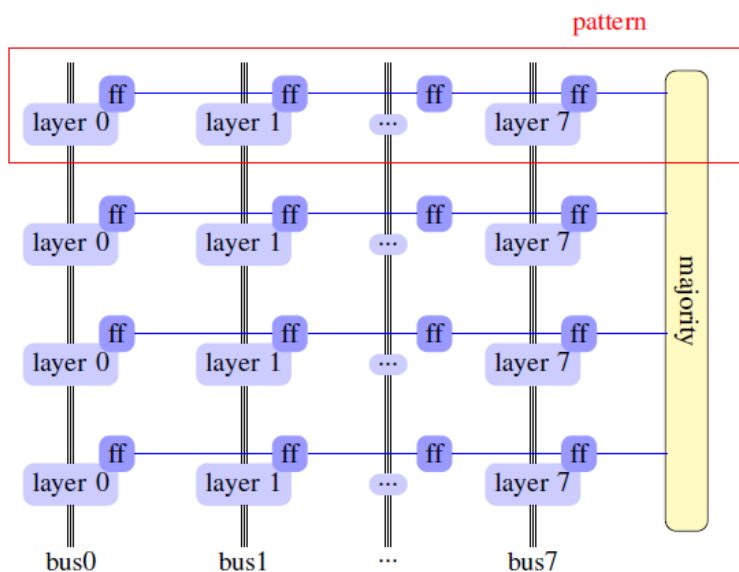 pattern
ff ff ff ff
layer 0 layer 1 ... layer 7
ff ff ff ff
layer 0 layer 1 ... layer 7
majority
ff ff ff ff
layer 0 layer 1 ... layer 7
ff ff ff ff
layer 0 layer 1 ... layer 7
bus0 bus1 ... bus7